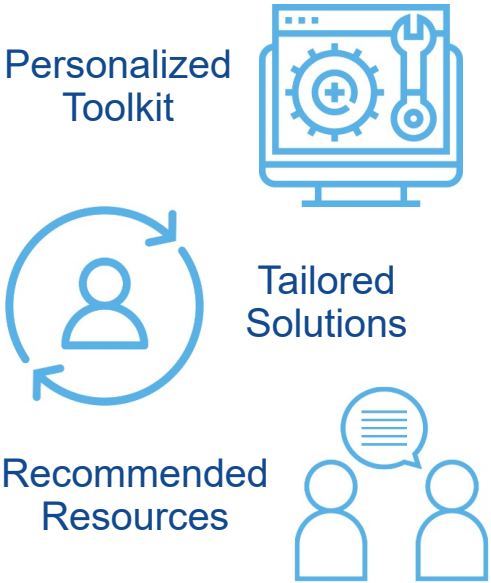 Personalized
Toolkit
Tailored
Solutions
Recommended
Resources